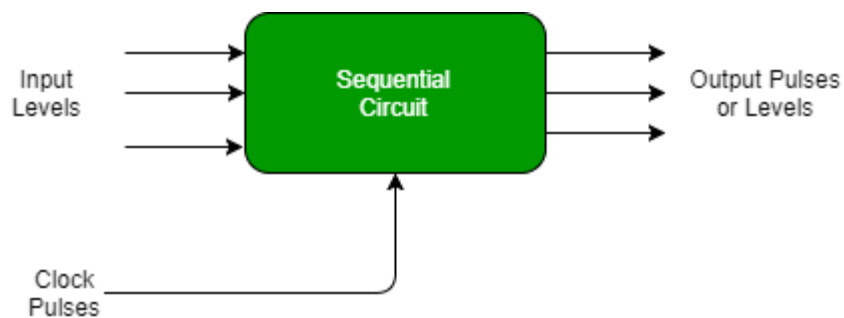 Input
Levels
Sequential
Circuit
Output Pulses
or Levels
Clock
Pulses